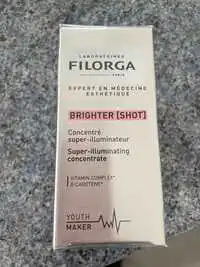 LABORATOIRES
FILORGA
PARIS
EXPERT EN MÉDECINE
ESTHÉTIQUE
BRIGHTER [SHOT]
Concentré
super-illuminateur
Super-illuminating
concentrate
VITAMIN COMPLEX*
B-CAROTENE*
YOUTH
MAKER